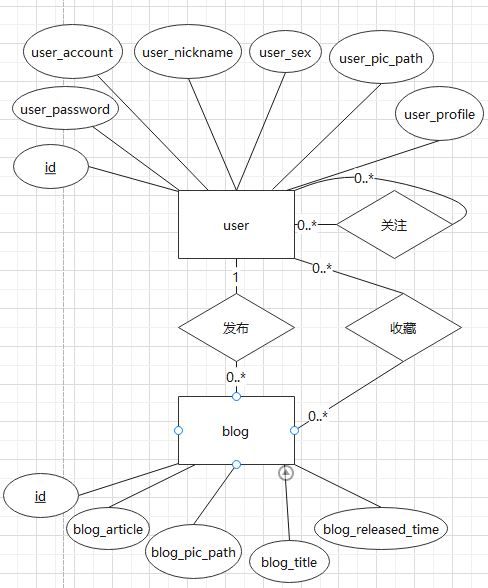 user_account
user_nickname
user_sex
user_pic_path
user_password
user_profile
id
0..*
user
0..*
关注
0..*
1
发布
收藏
0..*
0..*
blog
id
blog_article
blog_released_time
blog_pic_path
blog_title